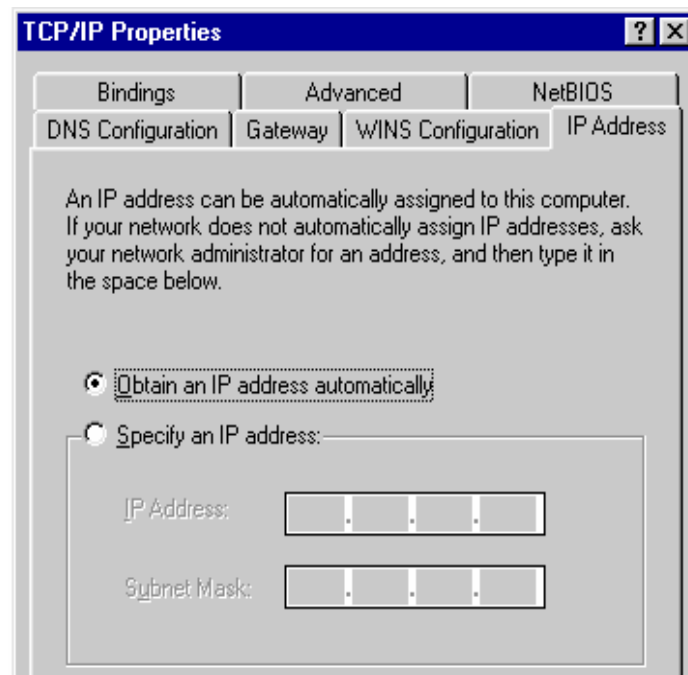 TCP/IP Properties
Bindings
Advanced
NetBIOS
DNS Configuration
Gateway
WINS Configuration
IP Address
An IP address can be automatically assigned to this computer.
If your network does not automatically assign IP addresses, ask
your network administrator for an address, and then type it in
the space below.
Obtain an IP address automatically
Specify an IP address:
IP Address:
. . .
Subnet Mask:
. . .